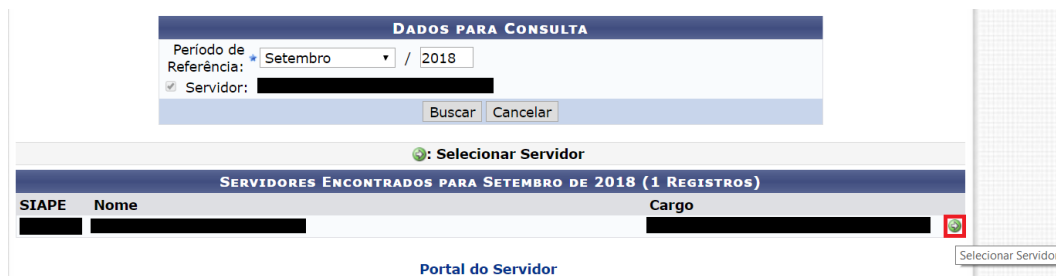 DADOS PARA CONSULTA
Período de Referência: Setembro / 2018
Servidor:
Buscar Cancelar
: Selecionar Servidor
SERVIDORES ENCONTRADOS PARA SETEMBRO DE 2018 (1 REGISTROS)
SIAPE Nome Cargo
Selecionar Servidor
Portal do Servidor